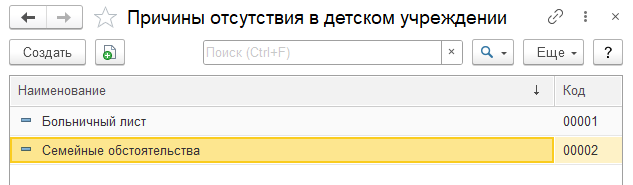 Причины отсутствия в детском учреждении
Создать Поиск (Ctrl+F) × Еще ?
Наименование ↓ Код
Больничный лист 00001
Семейные обстоятельства 00002